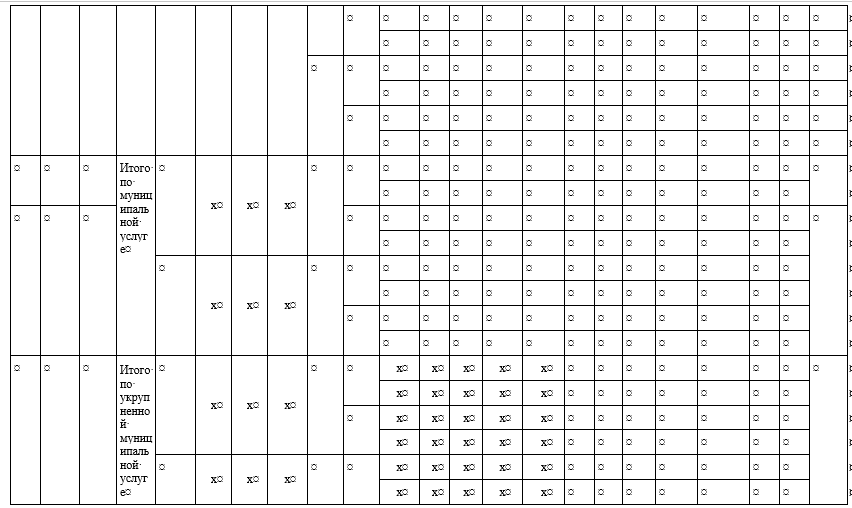 Итого
по
муниц
ипаль
ной
услуг
е
х х х
х х х
Итого
по
укруп
ненно
й
муниц
ипаль
ной
услуг
е
х х х
х х х
х х х х х
х х х х х
х х х х х
х х х х х
х х х х х
х х х х х